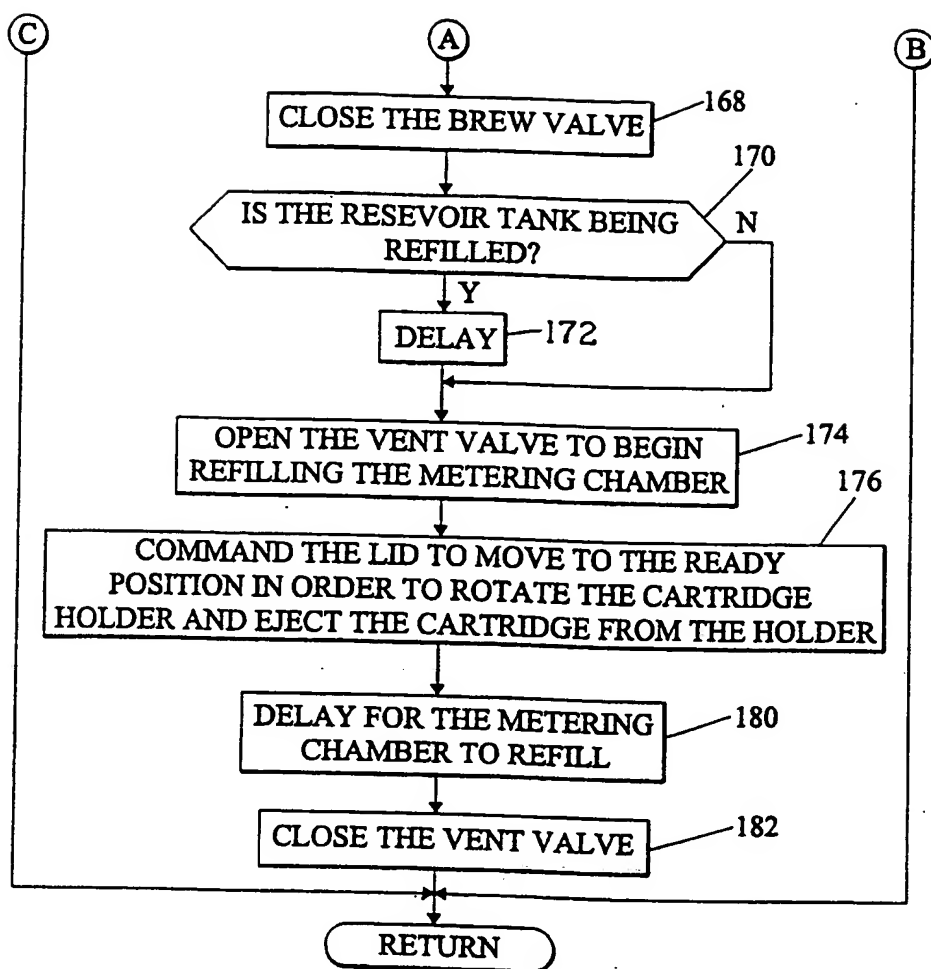 C
A
B
CLOSE THE BREW VALVE
168
170
IS THE RESEVOIR TANK BEING
REFILLED?
N
Y
DELAY
172
OPEN THE VENT VALVE TO BEGIN
REFILLING THE METERING CHAMBER
174
176
COMMAND THE LID TO MOVE TO THE READY
POSITION IN ORDER TO ROTATE THE CARTRIDGE
HOLDER AND EJECT THE CARTRIDGE FROM THE HOLDER
DELAY FOR THE METERING
CHAMBER TO REFILL
180
CLOSE THE VENT VALVE
182
RETURN